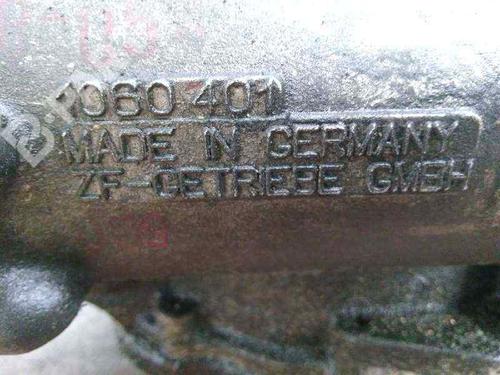 1060 401
MADE IN GERMANY
ZF-GETRIEBE GMBH